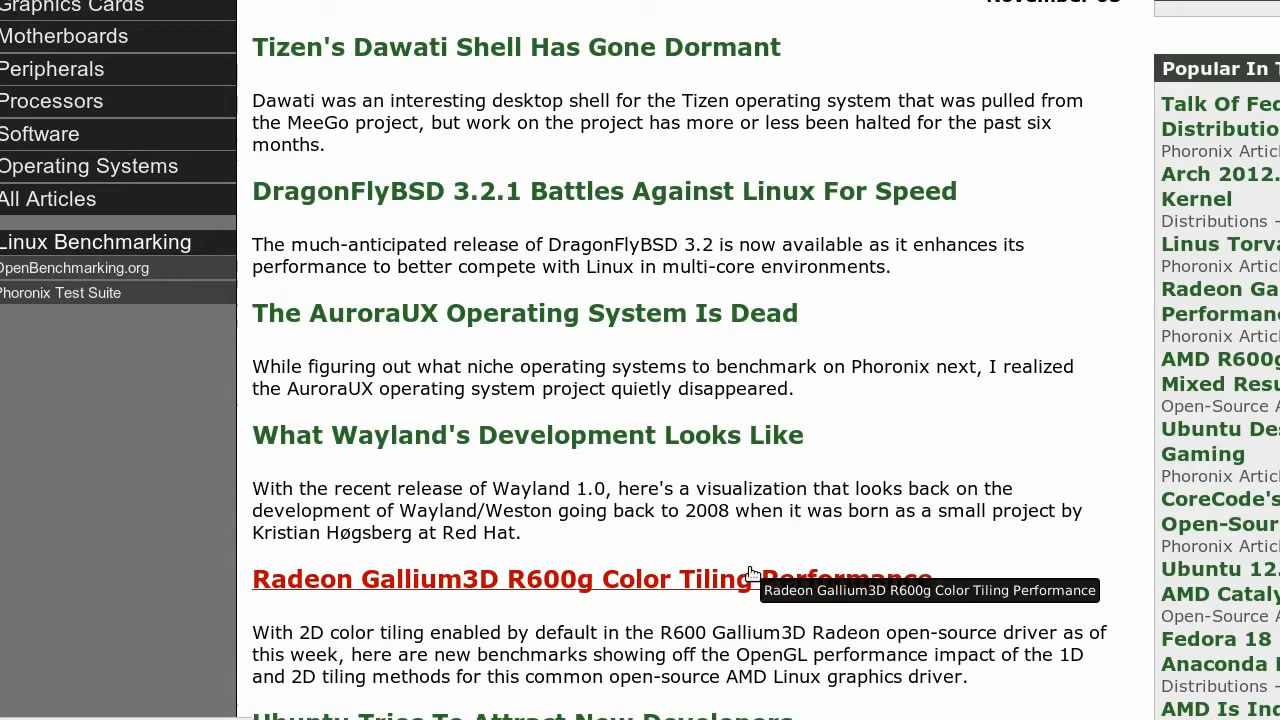 Graphics Cards
Motherboards
Peripherals
Processors
Software
Operating Systems
All Articles
Linux Benchmarking
OpenBenchmarking.org
Phoronix Test Suite
Tizen's Dawati Shell Has Gone Dormant
Dawati was an interesting desktop shell for the Tizen operating system that was pulled from
the MeeGo project, but work on the project has more or less been halted for the past six
months.
DragonFlyBSD 3.2.1 Battles Against Linux For Speed
The much-anticipated release of DragonFlyBSD 3.2 is now available as it enhances its
performance to better compete with Linux in multi-core environments.
The AuroraUX Operating System Is Dead
While figuring out what niche operating systems to benchmark on Phoronix next, I realized
the AuroraUX operating system project quietly disappeared.
What Wayland's Development Looks Like
With the recent release of Wayland 1.0, here's a visualization that looks back on the
development of Wayland/Weston going back to 2008 when it was born as a small project by
Kristian Høgsberg at Red Hat.
Radeon Gallium3D R600g Color Tiling Performance
Radeon Gallium3D R600g Color Tiling Performance
With 2D color tiling enabled by default in the R600 Gallium3D Radeon open-source driver as of
this week, here are new benchmarks showing off the OpenGL performance impact of the 1D
and 2D tiling methods for this common open-source AMD Linux graphics driver.
Ubuntu Tries To Attract New Developers
Popular In T
Talk Of Fed
Distributio
Phoronix Artic
Arch 2012.
Kernel
Distributions -
Linus Torva
Phoronix Artic
Radeon Ga
Performanc
Phoronix Artic
AMD R600g
Mixed Resu
Open-Source A
Ubuntu De
Gaming
Phoronix Artic
CoreCode's
Open-Sour
Phoronix Artic
Ubuntu 12.
AMD Cataly
Open-Source A
Fedora 18
Anaconda
Distributions -
AMD Is In